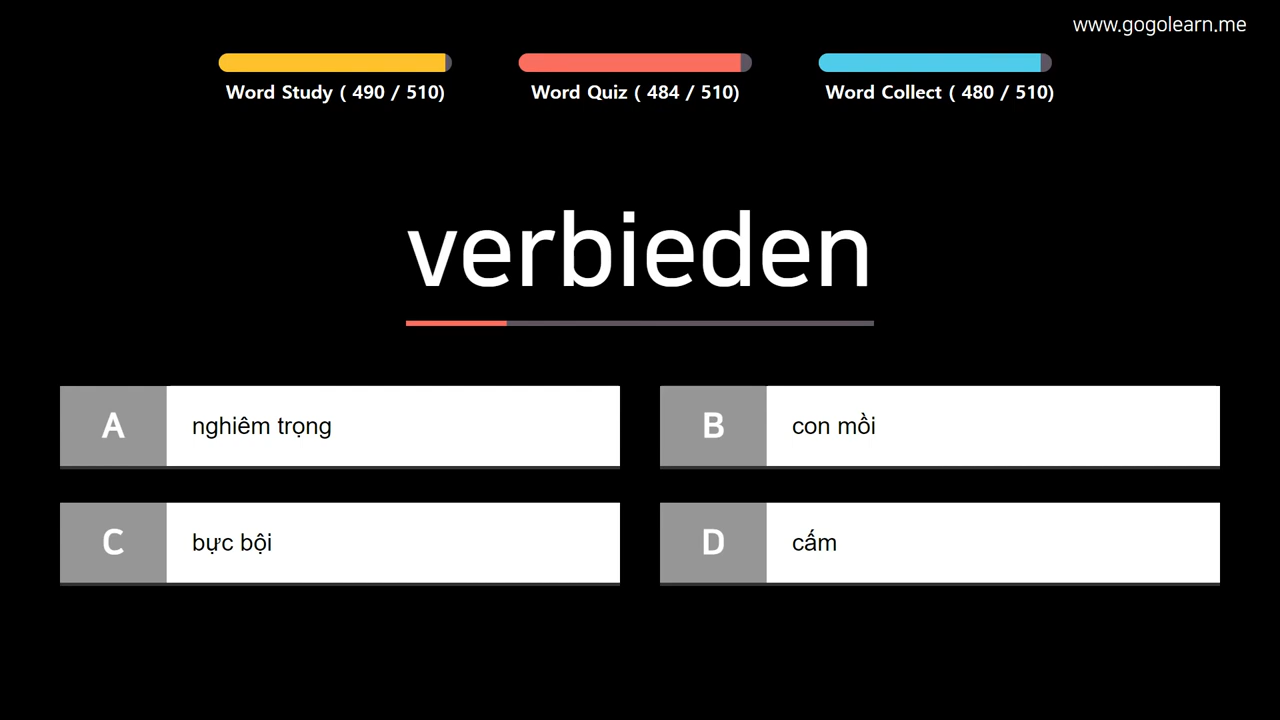 www.gogolearn.me
Word Study ( 490 / 510)
Word Quiz ( 484 / 510)
Word Collect ( 480 / 510)
verbieden
A nghiêm trọng
B con mồi
C bực bội
D cấm